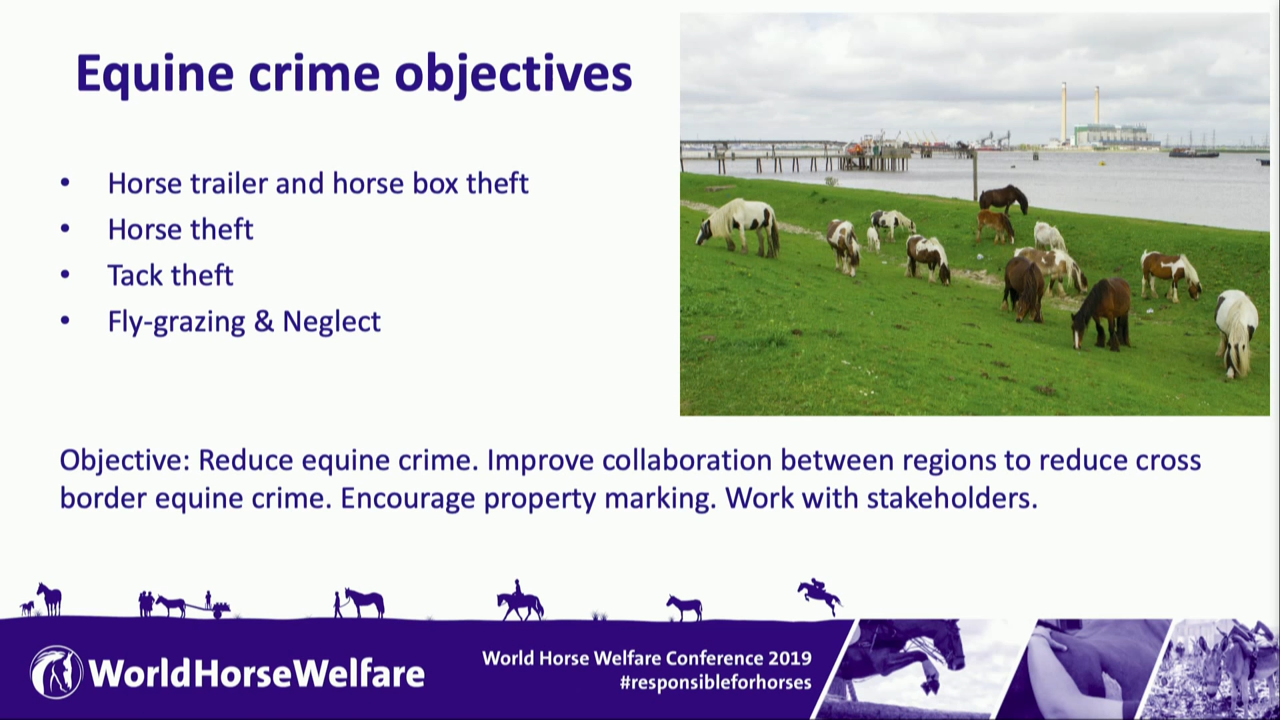 Equine crime objectives
• Horse trailer and horse box theft
• Horse theft
• Tack theft
• Fly-grazing & Neglect
Objective: Reduce equine crime. Improve collaboration between regions to reduce cross
border equine crime. Encourage property marking. Work with stakeholders.
WorldHorseWelfare
World Horse Welfare Conference 2019
#responsibleforhorses